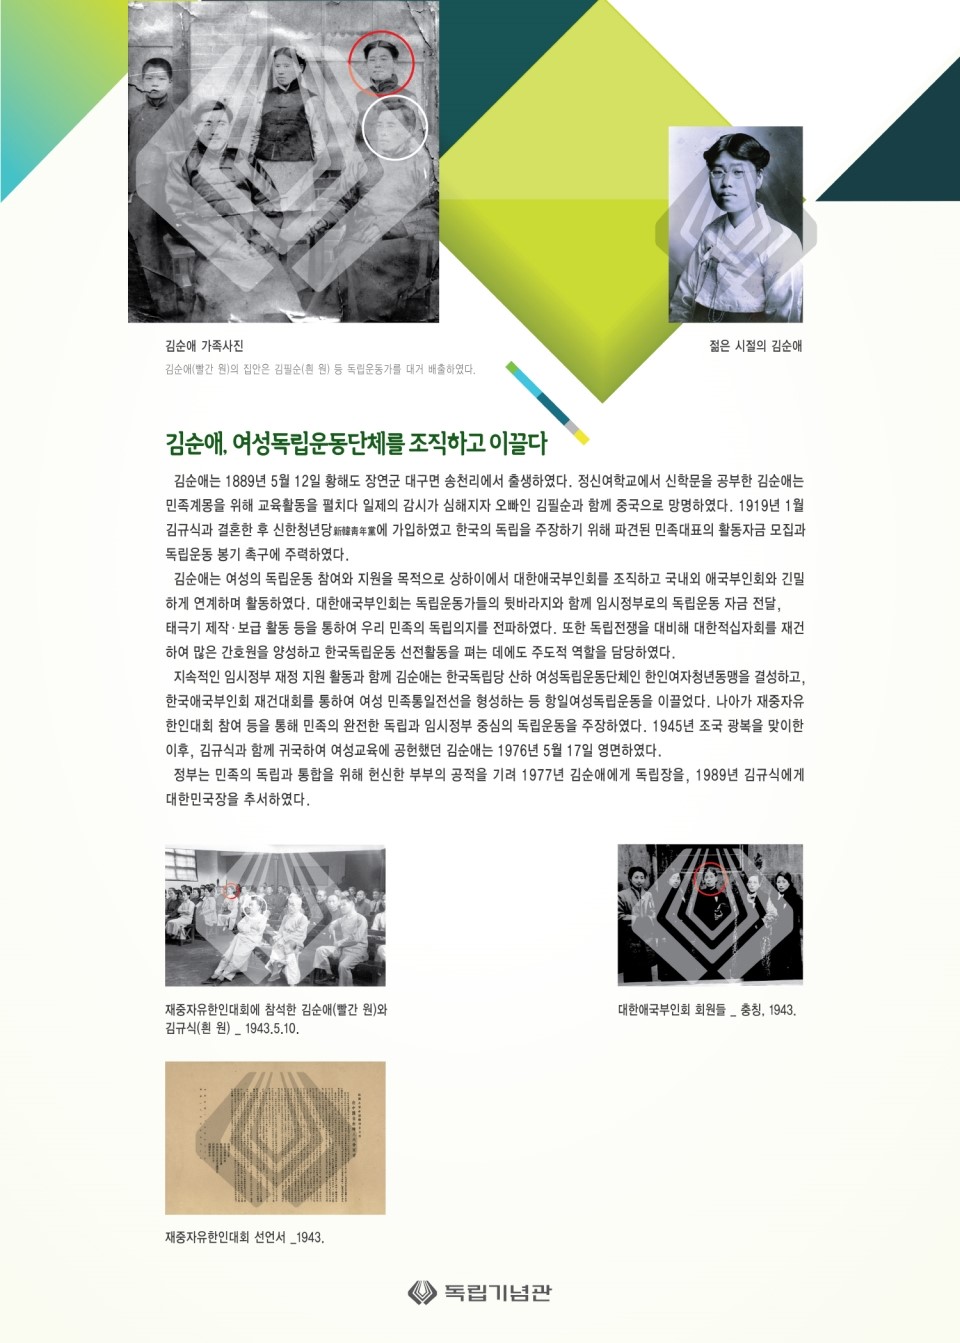 김순애 가족사진
김순애(빨간 원)의 집안은 김필순(흰 원) 등 독립운동가를 대거 배출하였다.
젊은 시절의 김순애
김순애, 여성독립운동단체를 조직하고 이끌다
김순애는 1889년 5월 12일 황해도 장연군 대구면 송천리에서 출생하였다. 정신여학교에서 신학문을 공부한 김순애는
민족계몽을 위해 교육활동을 펼치다 일제의 감시가 심해지자 오빠인 김필순과 함께 중국으로 망명하였다. 1919년 1월
김규식과 결혼한 후 신한청년당新韓靑年黨에 가입하였고 한국의 독립을 주장하기 위해 파견된 민족대표의 활동자금 모집과
독립운동 봉기 촉구에 주력하였다.
김순애는 여성의 독립운동 참여와 지원을 목적으로 상하이에서 대한애국부인회를 조직하고 국내외 애국부인회와 긴밀
하게 연계하며 활동하였다. 대한애국부인회는 독립운동가들의 뒷바라지와 함께 임시정부로의 독립운동 자금 전달,
태극기 제작·보급 활동 등을 통하여 우리 민족의 독립의지를 전파하였다. 또한 독립전쟁을 대비해 대한적십자회를 재건
하여 많은 간호원을 양성하고 한국독립운동 선전활동을 펴는 데에도 주도적 역할을 담당하였다.
지속적인 임시정부 재정 지원 활동과 함께 김순애는 한국독립당 산하 여성독립운동단체인 한인여자청년동맹을 결성하고,
한국애국부인회 재건대회를 통하여 여성 민족통일전선을 형성하는 등 항일여성독립운동을 이끌었다. 나아가 재중자유
한인대회 참여 등을 통해 민족의 완전한 독립과 임시정부 중심의 독립운동을 주장하였다. 1945년 조국 광복을 맞이한
이후, 김규식과 함께 귀국하여 여성교육에 공헌했던 김순애는 1976년 5월 17일 영면하였다.
정부는 민족의 독립과 통합을 위해 헌신한 부부의 공적을 기려 1977년 김순애에게 독립장을, 1989년 김규식에게
대한민국장을 추서하였다.
재중자유한인대회에 참석한 김순애(빨간 원)와
김규식(흰 원) _ 1943.5.10.
대한애국부인회 회원들 _ 충칭, 1943.
재중자유한인대회 선언서 _1943.
독립기념관